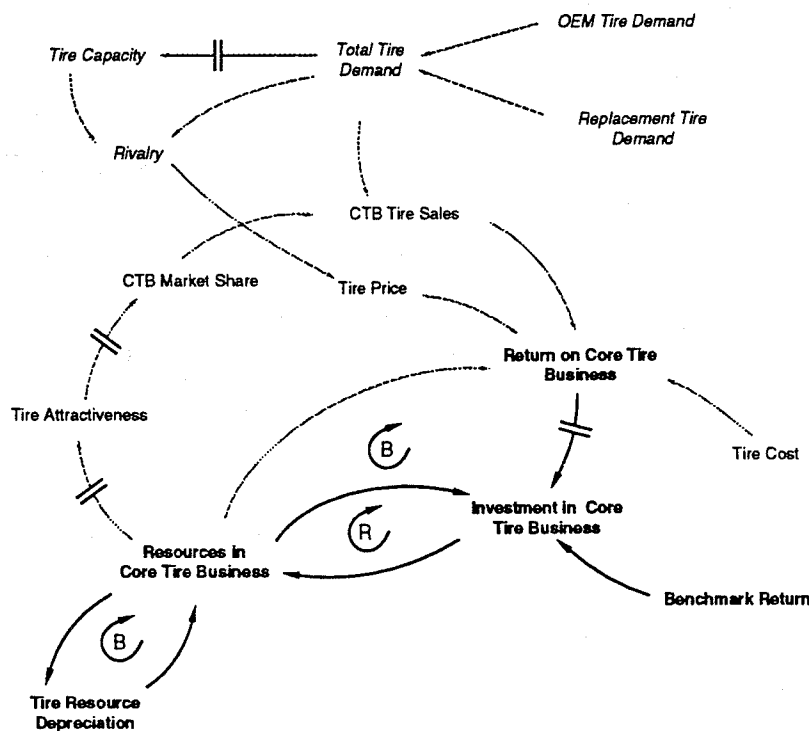 OEM Tire Demand
Tire Capacity
Total Tire
Demand
Replacement Tire
Demand
Rivalry
CTB Tire Sales
CTB Market Share
Tire Price
Return on Core Tire
Business
Tire Attractiveness
B
Tire Cost
Investment in Core
Tire Business
R
Resources in
Core Tire Business
Benchmark Return
B
Tire Resource
Depreciation